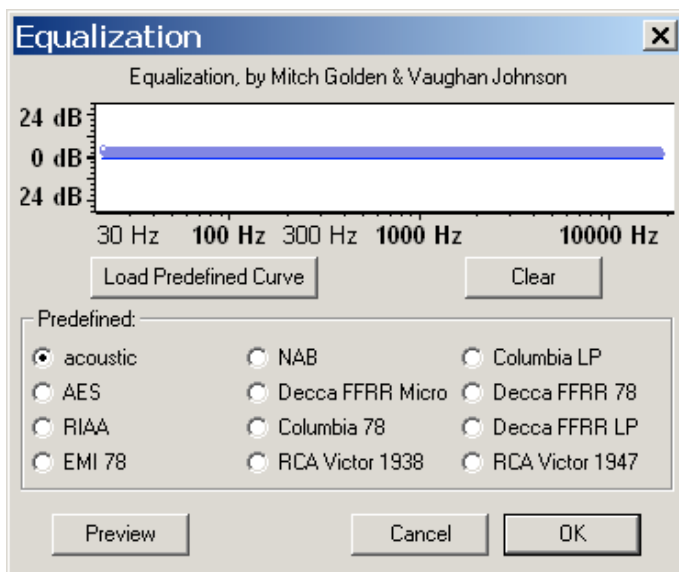 Equalization
Equalization, by Mitch Golden & Vaughan Johnson
24 dB
0 dB
24 dB
30 Hz 100 Hz 300 Hz 1000 Hz 10000 Hz
Load Predefined Curve Clear
Predefined:
acoustic NAB Columbia LP
AES Decca FFRR Micro Decca FFRR 78
RIAA Columbia 78 Decca FFRR LP
EMI 78 RCA Victor 1938 RCA Victor 1947
Preview Cancel OK